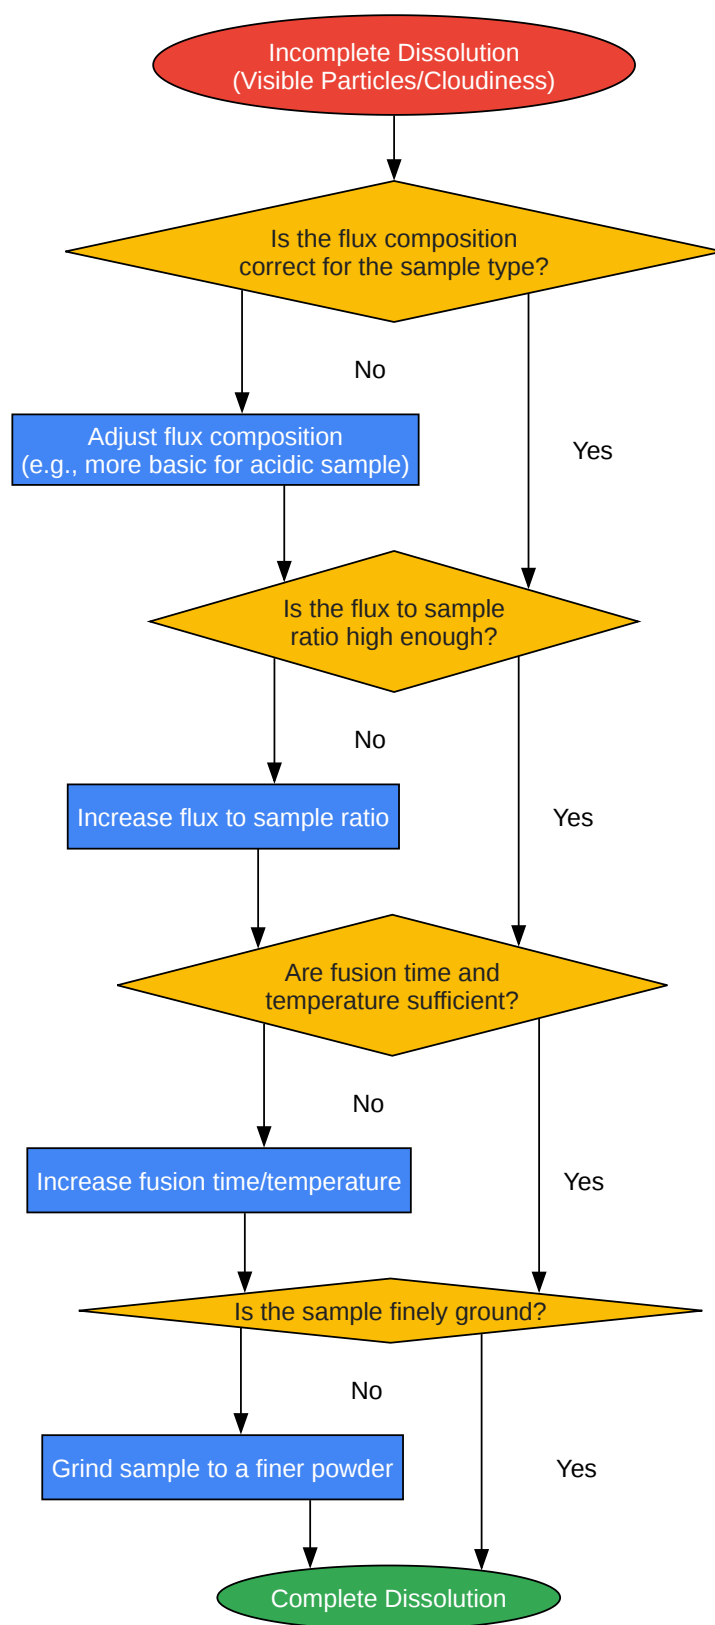 Incomplete Dissolution
(Visible Particles/Cloudiness)
Is the flux composition
correct for the sample type?
No
Adjust flux composition
(e.g., more basic for acidic sample)
Yes
Is the flux to sample
ratio high enough?
No
Increase flux to sample ratio
Yes
Are fusion time and
temperature sufficient?
No
Increase fusion time/temperature
Yes
Is the sample finely ground?
No
Grind sample to a finer powder
Yes
Complete Dissolution